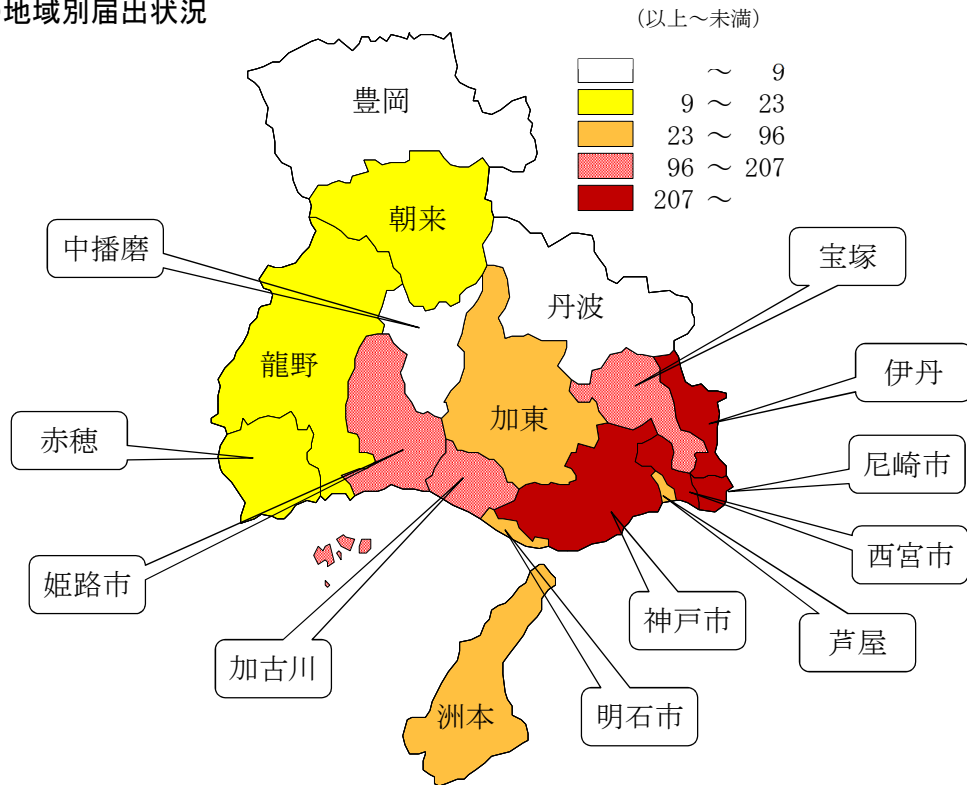 地域別届出状況
(以上～未満)
～ 9
9 ～ 23
23 ～ 96
96 ～ 207
207 ～
豊岡
朝来
中播磨
宝塚
丹波
龍野
伊丹
加東
赤穂
尼崎市
西宮市
姫路市
神戸市
芦屋
加古川
洲本
明石市